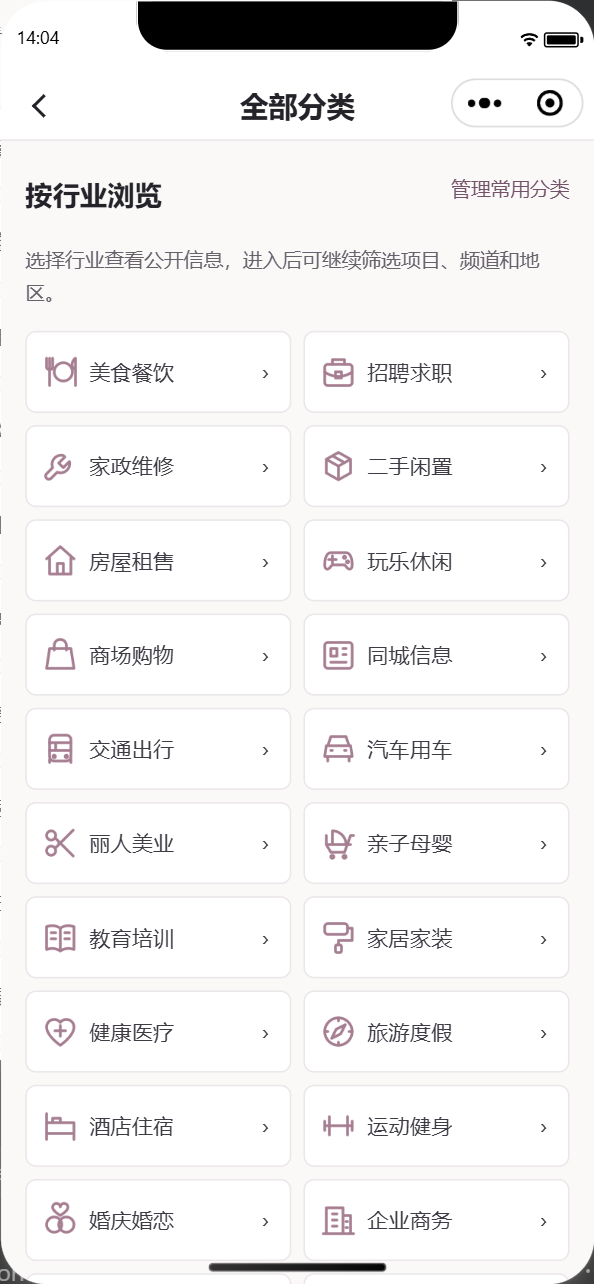 14:04
全部分类
按行业浏览
管理常用分类
选择行业查看公开信息，进入后可继续筛选项目、频道和地
区。
美食餐饮 ›
招聘求职 ›
家政维修 ›
二手闲置 ›
房屋租售 ›
玩乐休闲 ›
商场购物 ›
同城信息 ›
交通出行 ›
汽车用车 ›
丽人美业 ›
亲子母婴 ›
教育培训 ›
家居家装 ›
健康医疗 ›
旅游度假 ›
酒店住宿 ›
运动健身 ›
婚庆婚恋 ›
企业商务 ›